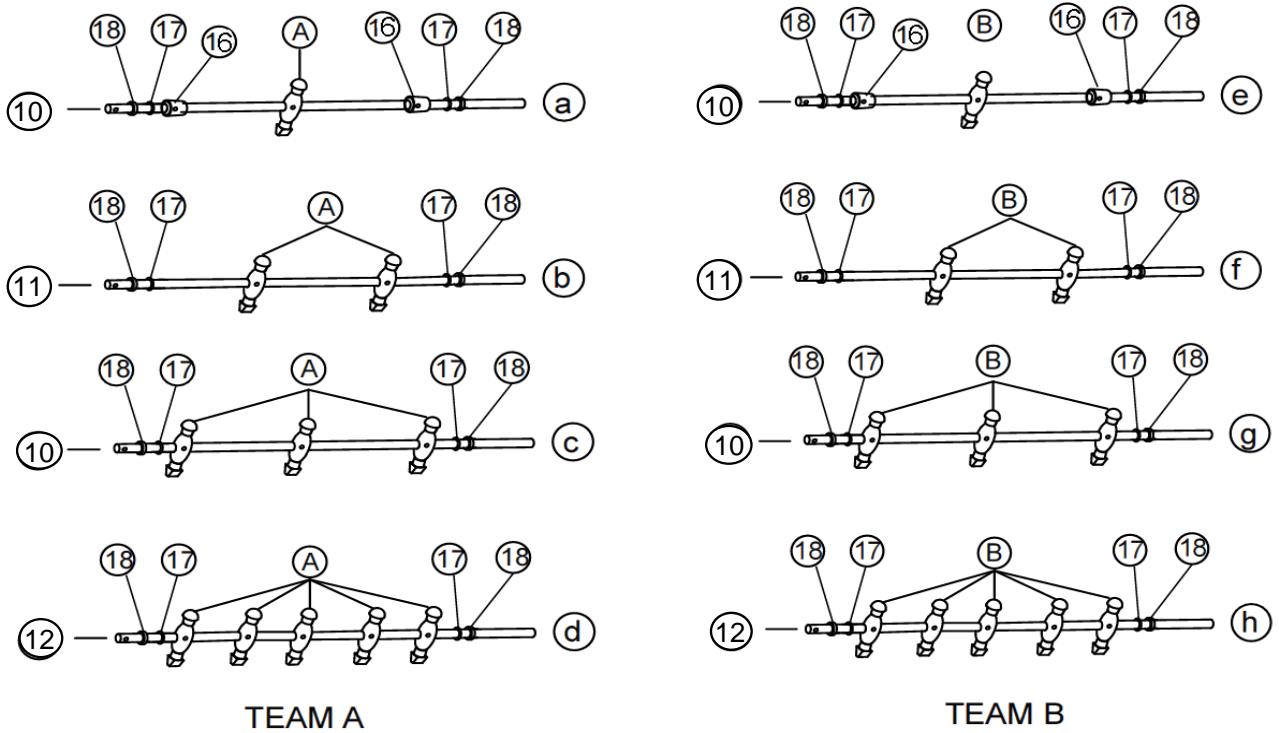 18 17 16 A 16 17 18
10 a
18 17 A 17 18
11 b
18 17 A 17 18
10 c
18 17 A 17 18
12 d
TEAM A
18 17 16 B 16 17 18
10 e
18 17 B 17 18
11 f
18 17 B 17 18
10 g
18 17 B 17 18
12 h
TEAM B